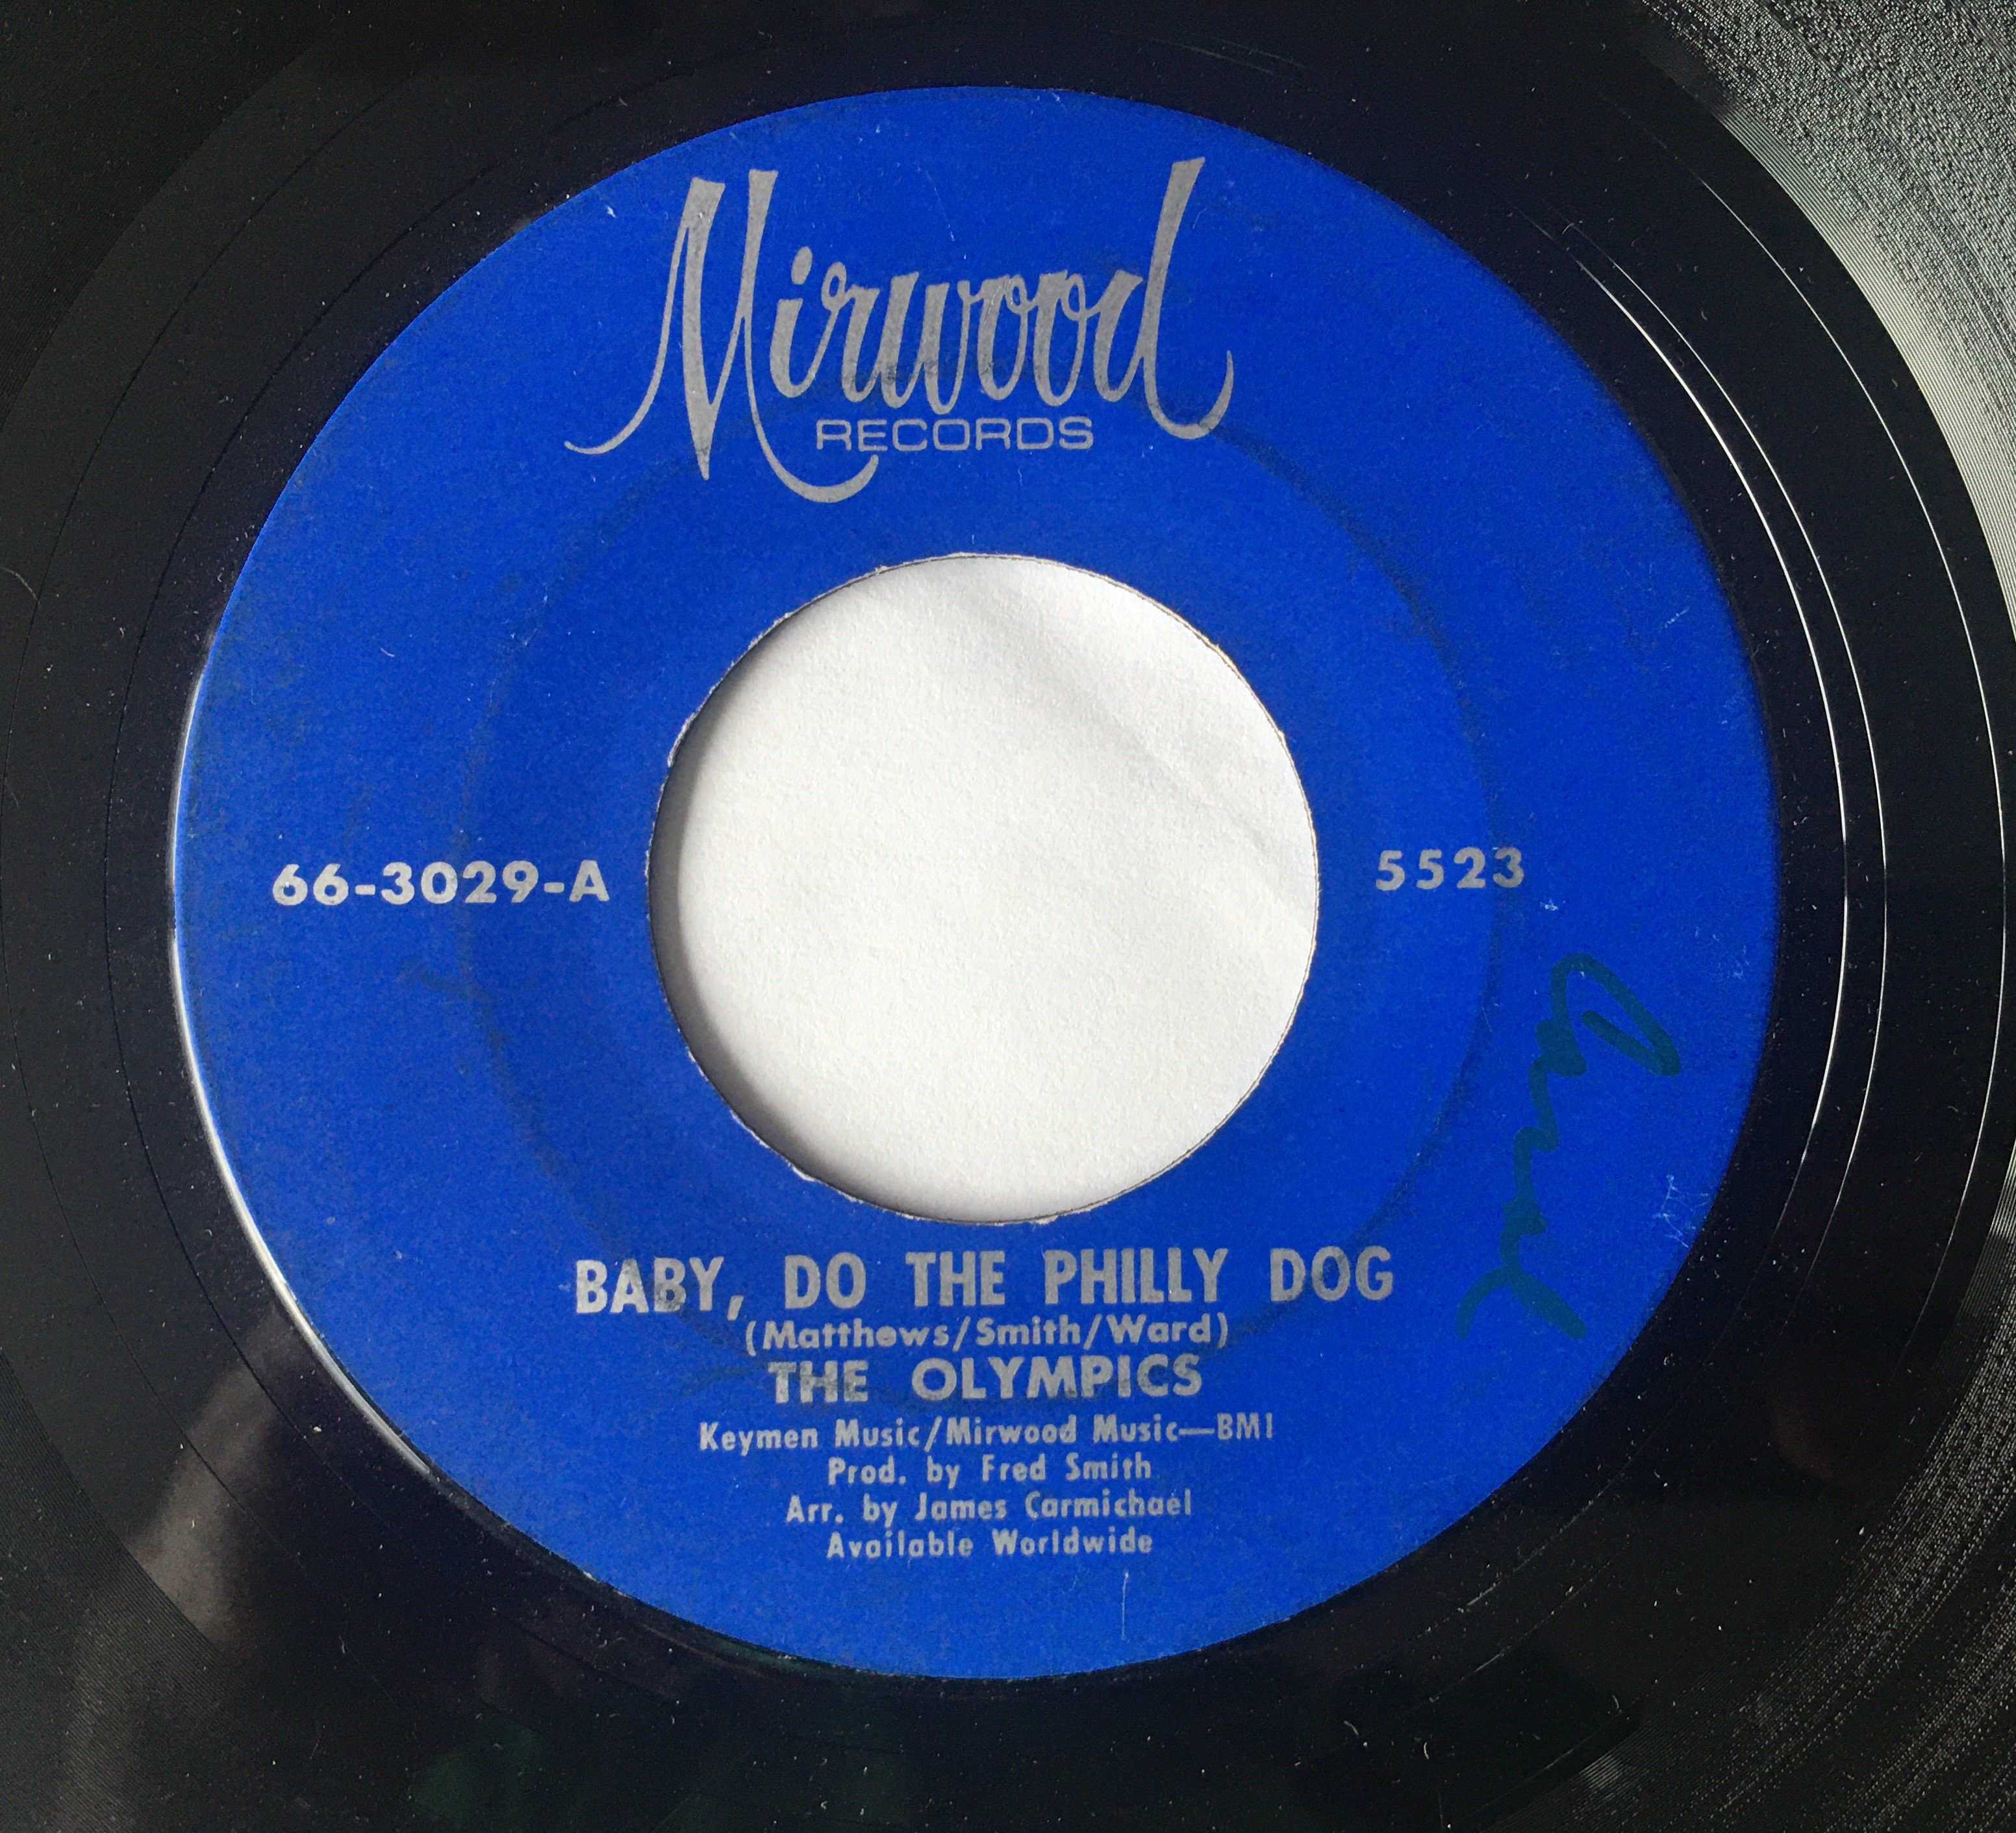 Mirwood
RECORDS
66-3029-A
5523
BABY, DO THE PHILLY DOG
(Matthews/Smith/Ward)
THE OLYMPICS
Keymen Music/Mirwood Music—BMI
Prod. by Fred Smith
Arr. by James Carmichael
Available Worldwide